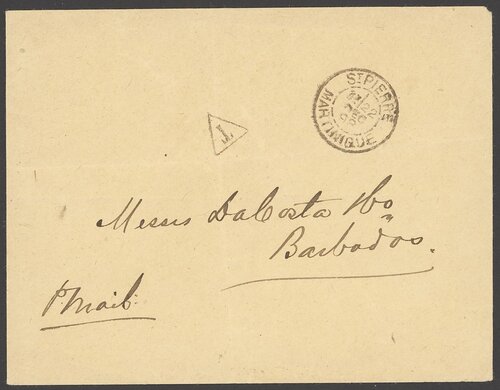 ST PIERRE
MARTINIQUE
T
Messrs DaCosta & Co
Barbados.
P. Mail.